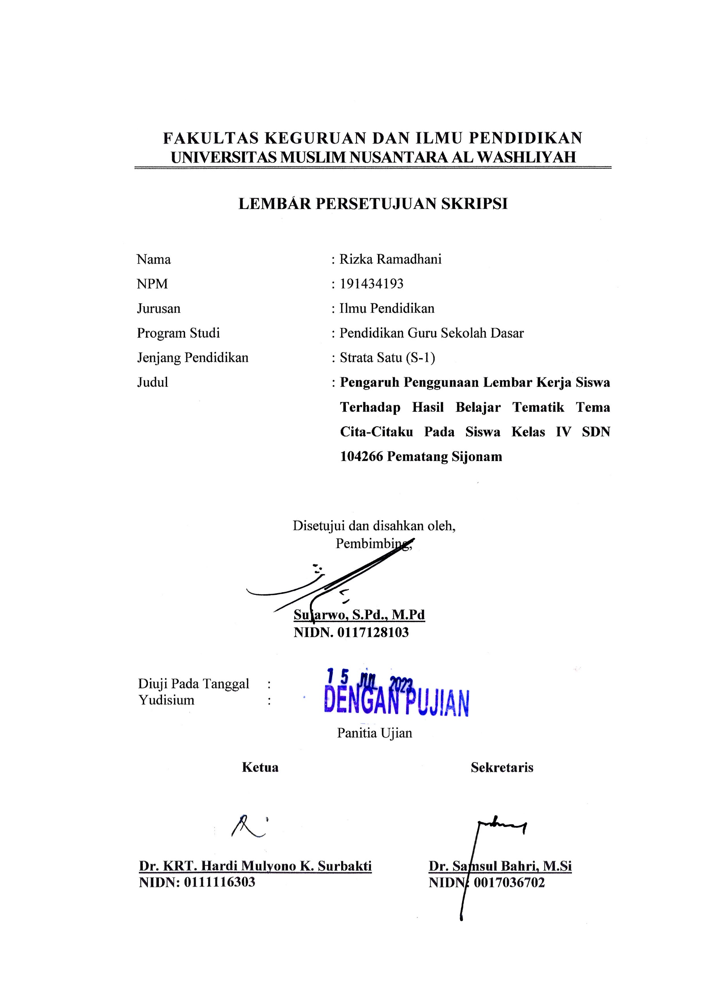 FAKULTAS KEGURUAN DAN ILMU PENDIDIKAN
UNIVERSITAS MUSLIM NUSANTARA AL WASHLIYAH
LEMBAR PERSETUJUAN SKRIPSI
Nama : Rizka Ramadhani
NPM : 191434193
Jurusan : Ilmu Pendidikan
Program Studi : Pendidikan Guru Sekolah Dasar
Jenjang Pendidikan : Strata Satu (S-1)
Judul : Pengaruh Penggunaan Lembar Kerja Siswa
Terhadap Hasil Belajar Tematik Tema
Cita-Citaku Pada Siswa Kelas IV SDN
104266 Pematang Sijonam
Disetujui dan disahkan oleh,
Pembimbing,
Sujarwo, S.Pd., M.Pd
NIDN. 0117128103
Diuji Pada Tanggal : 15 JUL 2023
Yudisium : DENGAN PUJIAN
Panitia Ujian
Ketua Sekretaris
Dr. KRT. Hardi Mulyono K. Surbakti Dr. Samsul Bahri, M.Si
NIDN: 0111116303 NIDN: 0017036702